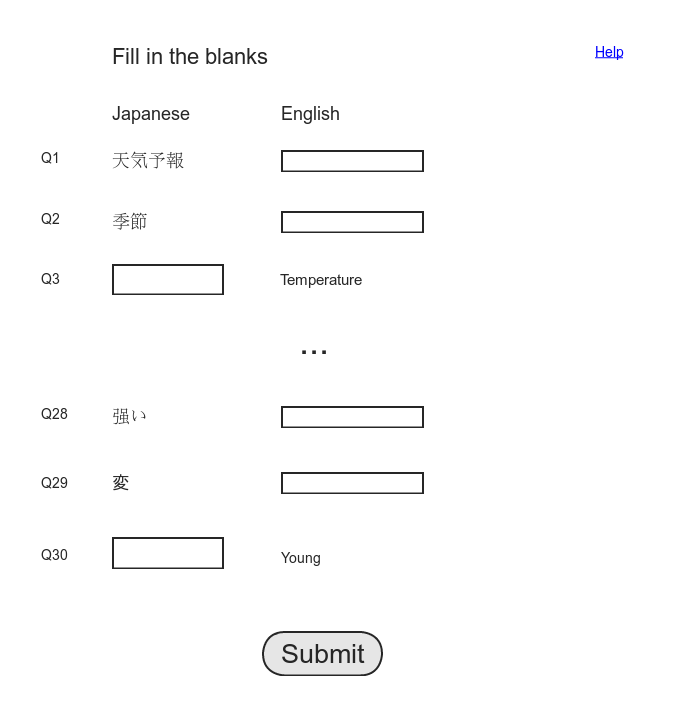 Fill in the blanks
Help
Japanese English
Q1 天気予報
Q2 季節
Q3 Temperature
...
Q28 强い
Q29 変
Q30 Young
Submit